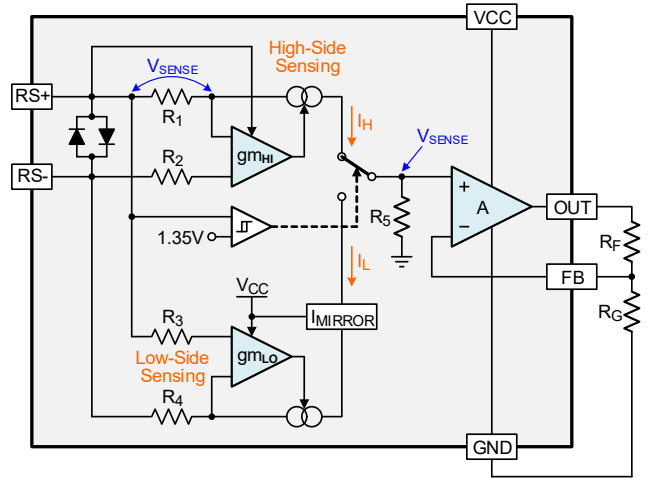 VCC
High-Side
Sensing
VSENSE
RS+
R1
IH
VSENSE
gmHI
R2
RS-
+
A
−
OUT
R5
RF
1.35V
FB
IL
VCC
RG
IMIRROR
R3
gmLO
Low-Side
Sensing
R4
GND